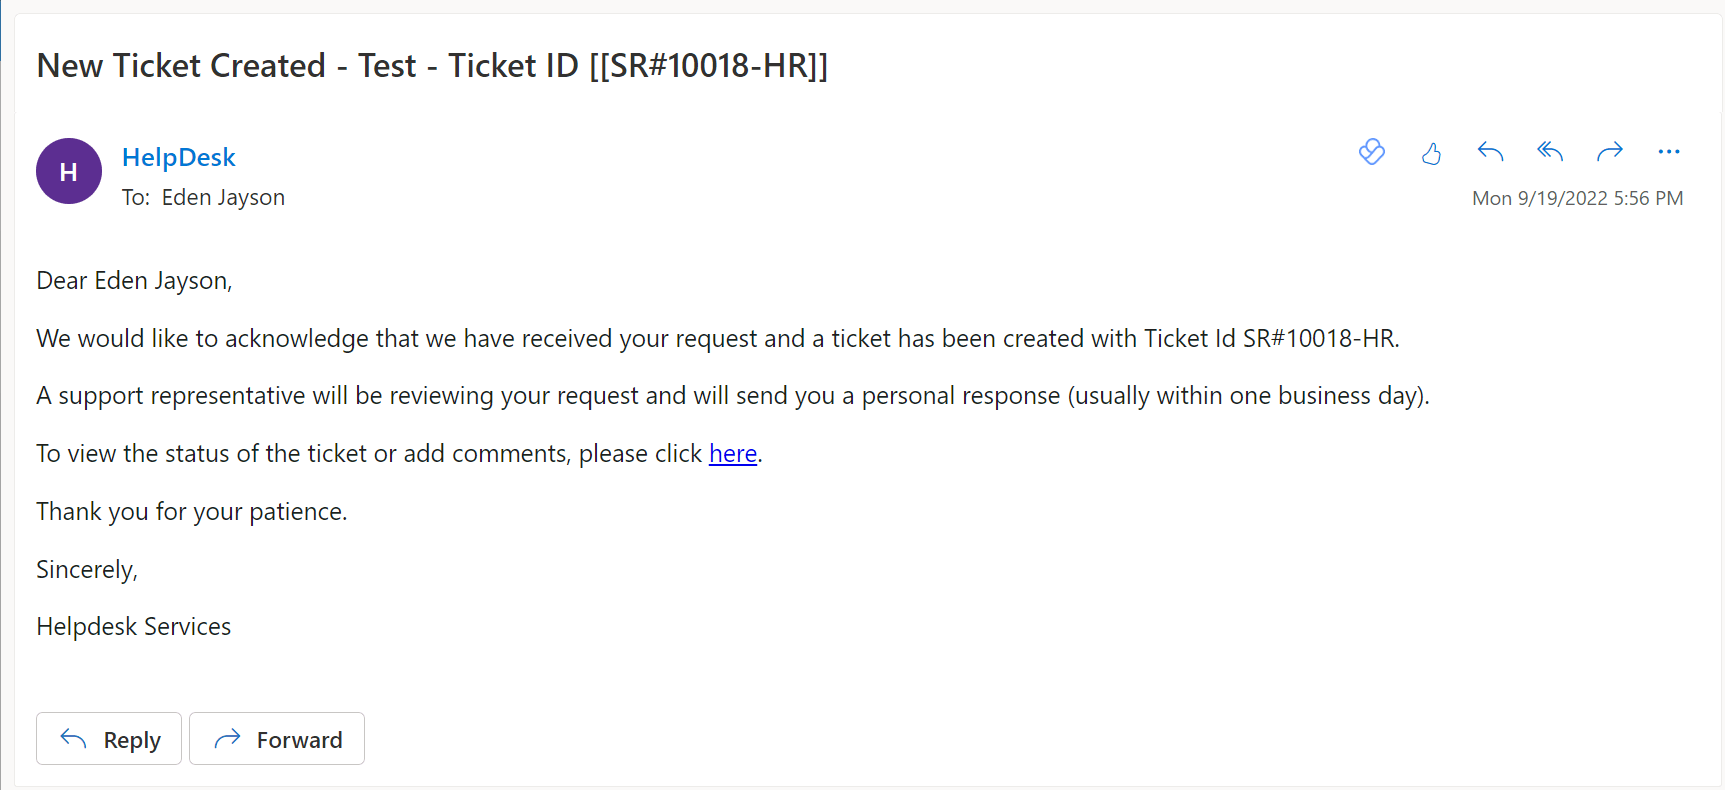 New Ticket Created - Test - Ticket ID [[SR#10018-HR]]
H
HelpDesk
To: Eden Jayson
Mon 9/19/2022 5:56 PM
Dear Eden Jayson,
We would like to acknowledge that we have received your request and a ticket has been created with Ticket Id SR#10018-HR.
A support representative will be reviewing your request and will send you a personal response (usually within one business day).
To view the status of the ticket or add comments, please click here.
Thank you for your patience.
Sincerely,
Helpdesk Services
Reply
Forward